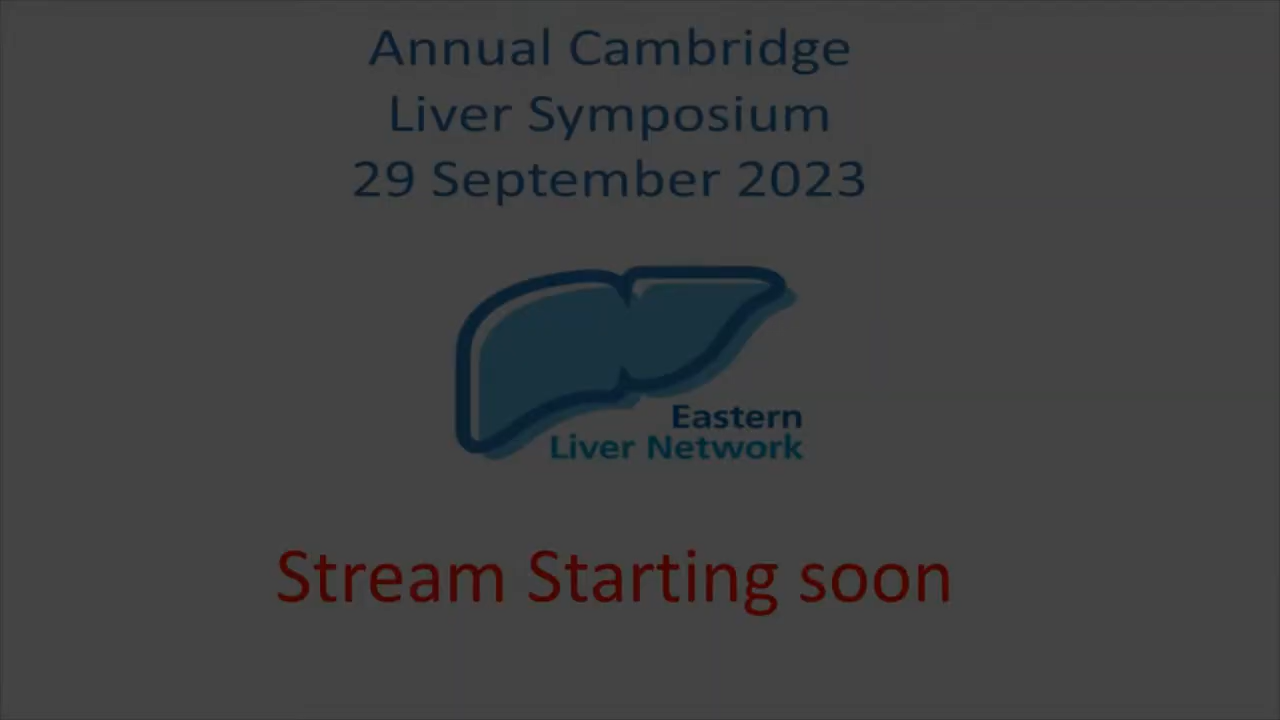 Annual Cambridge
Liver Symposium
29 September 2023
Eastern
Liver Network
Stream Starting soon